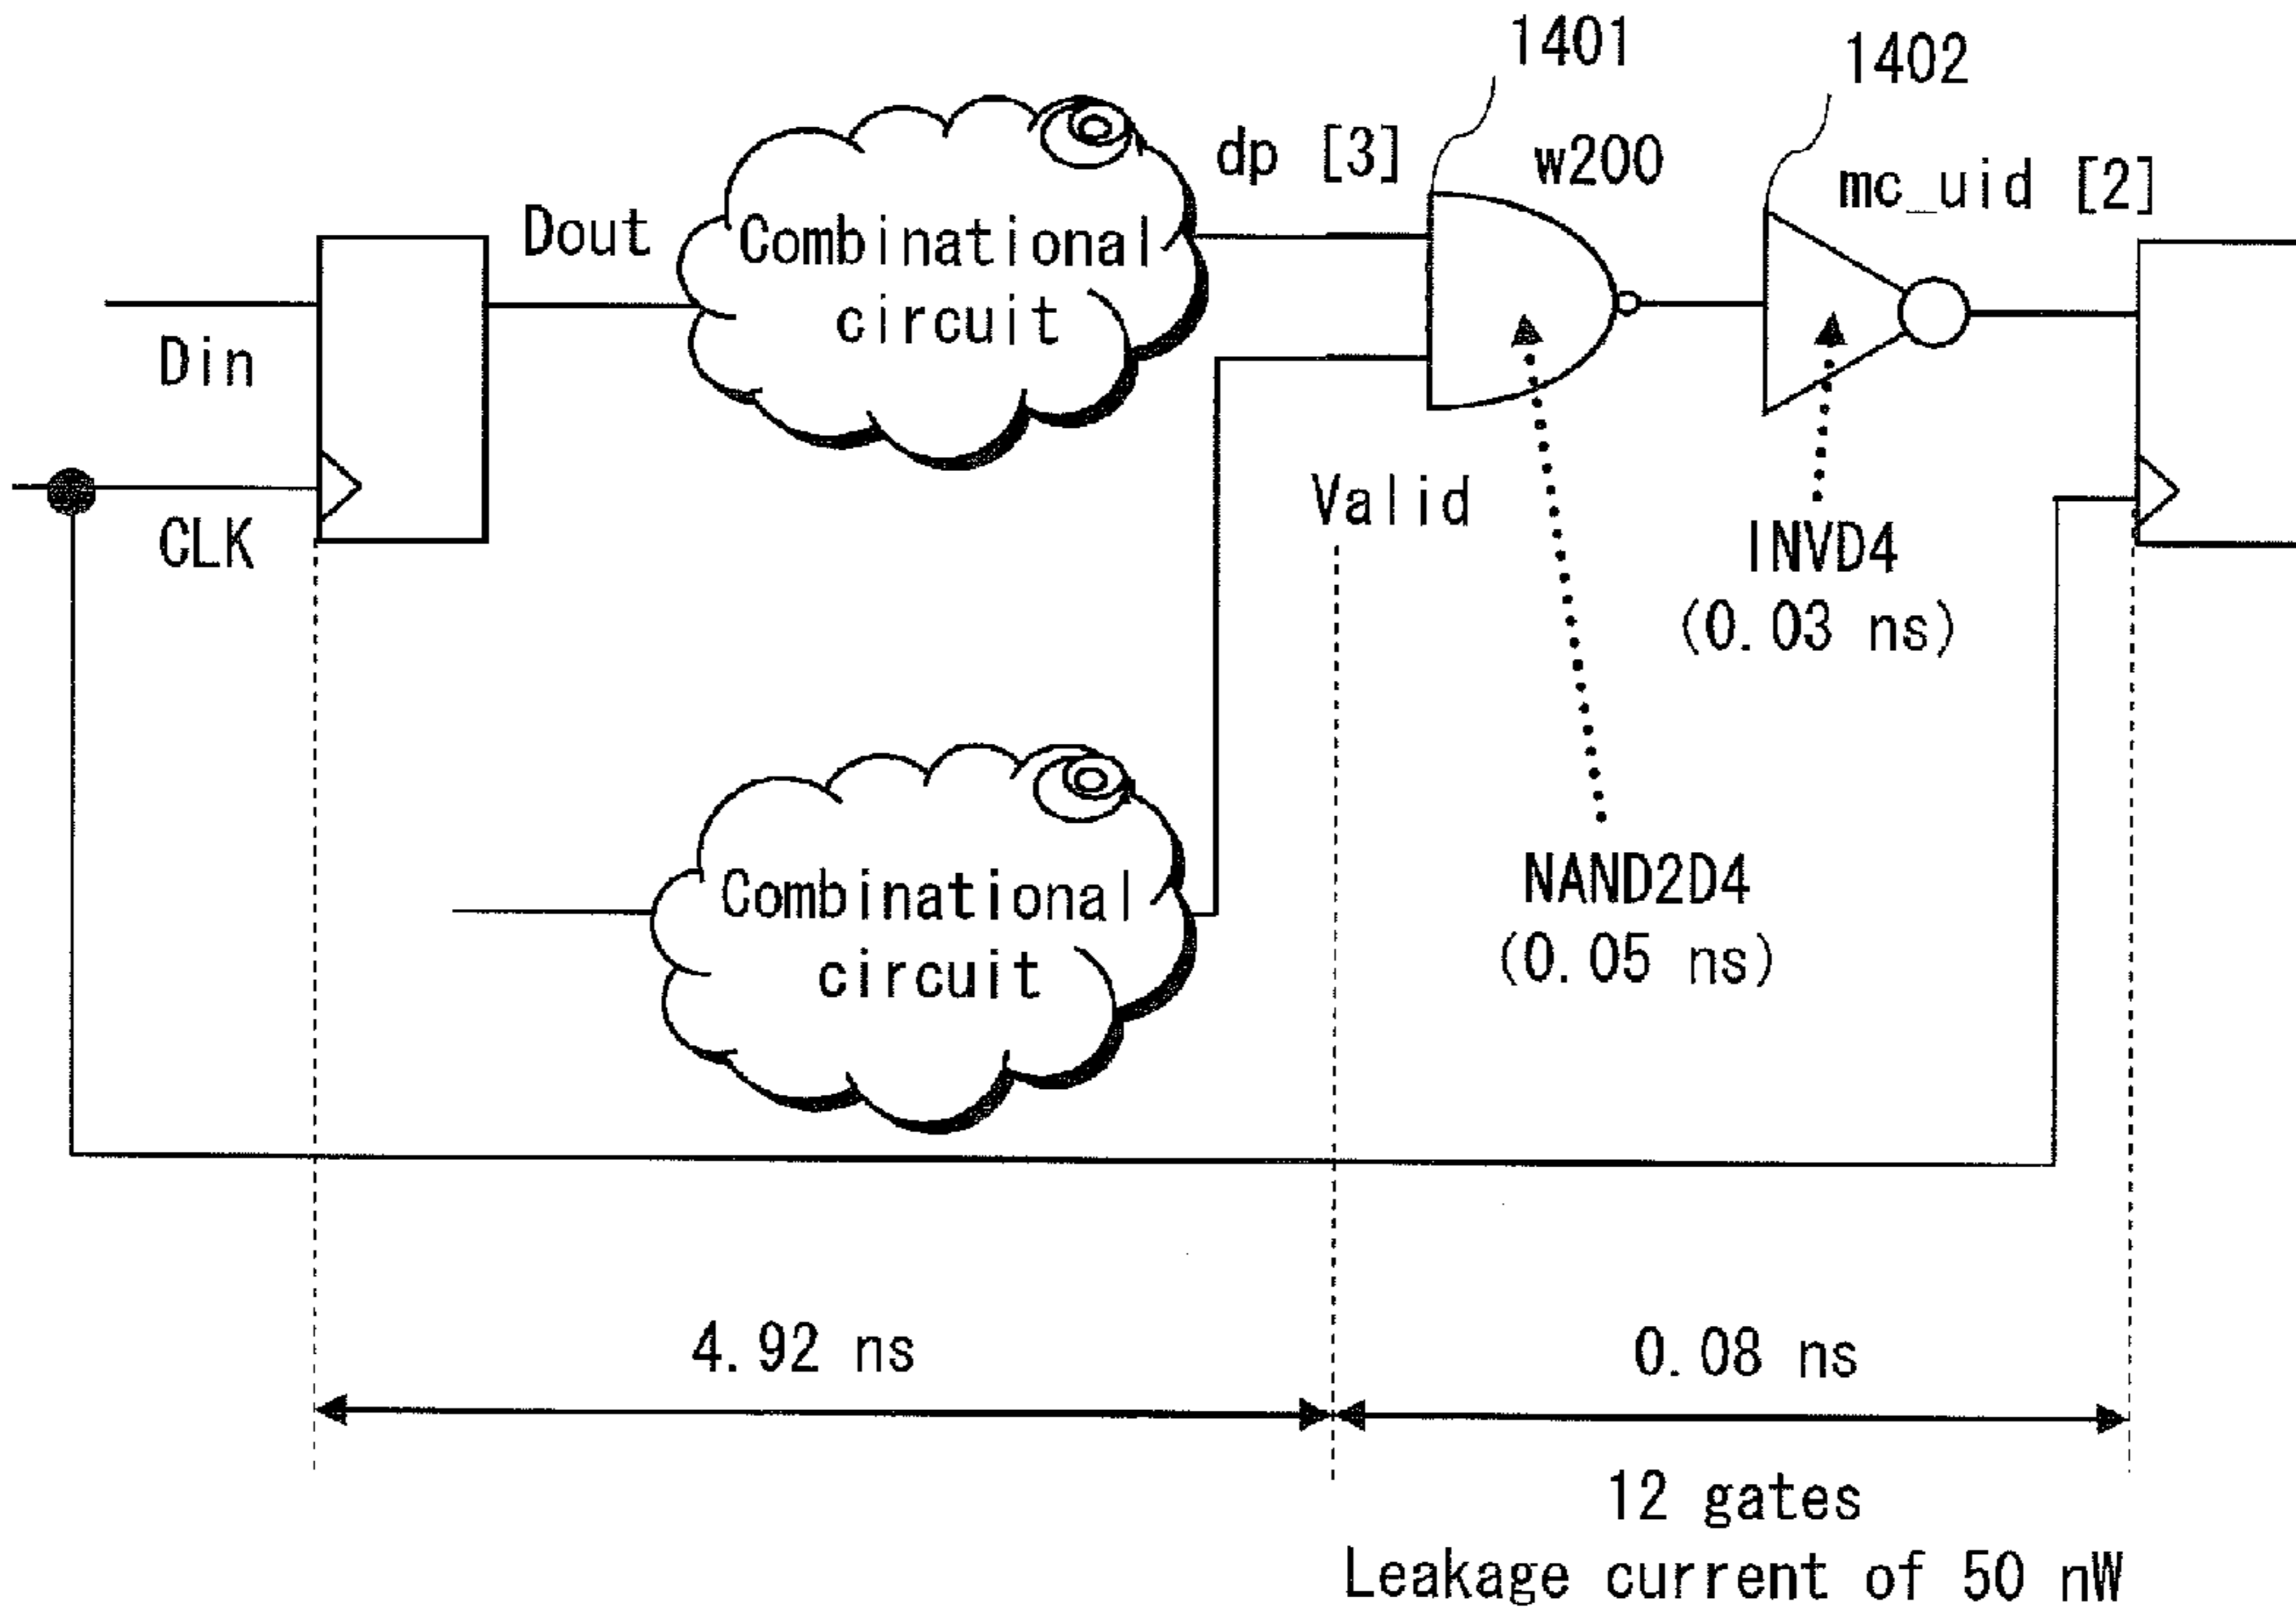 1401
1402
dp [3]
w200
mc_uid [2]
Dout
Combinational
circuit
Din
Valid
CLK
INVD4
(0.03 ns)
Combinational
circuit
NAND2D4
(0.05 ns)
4.92 ns
0.08 ns
12 gates
Leakage current of 50 nW